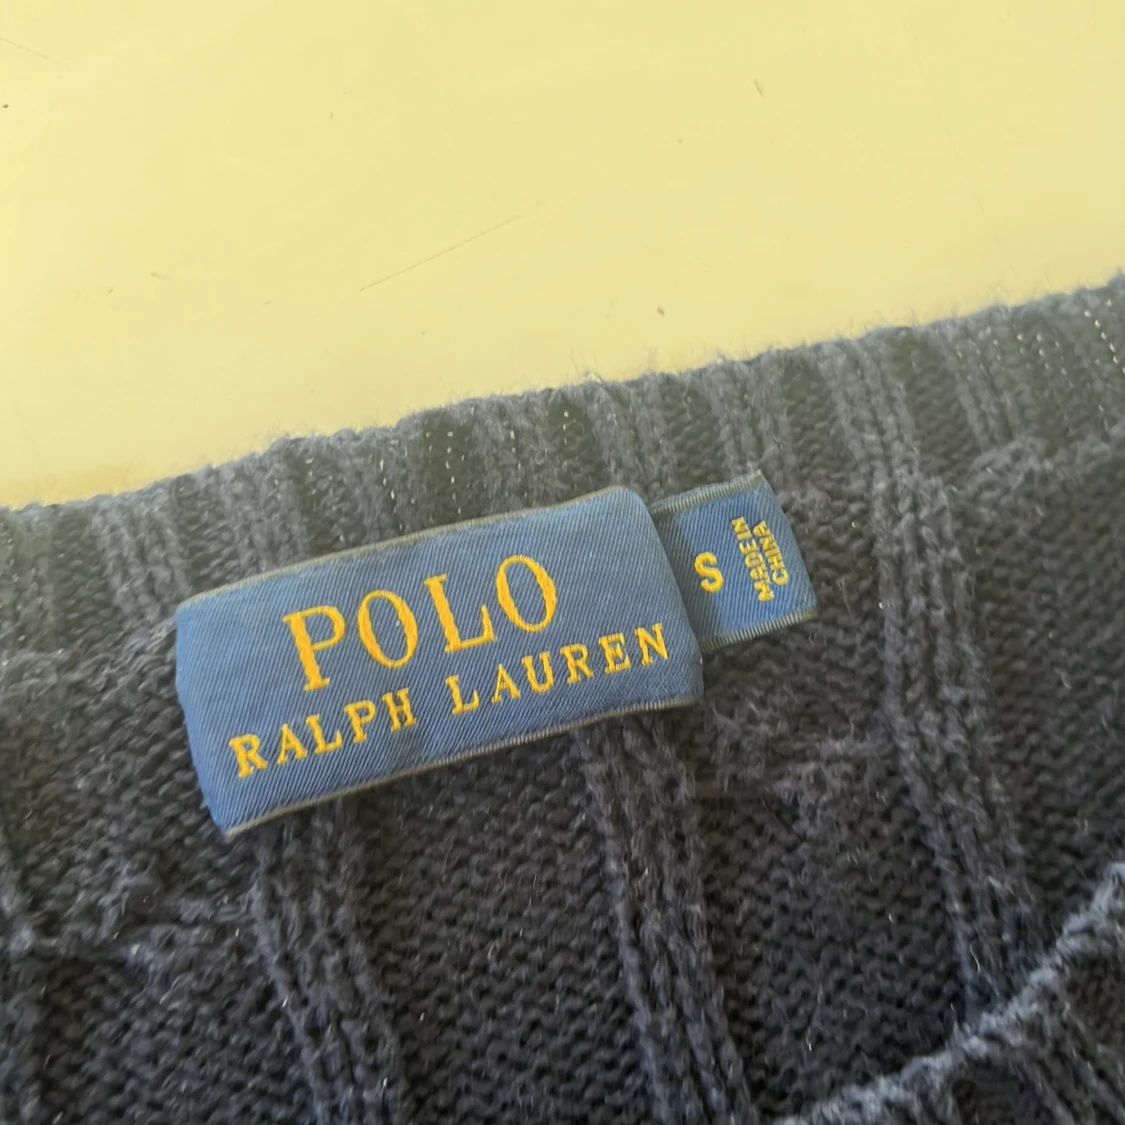 POLO
RALPH LAUREN
S
MADE IN
CHINA